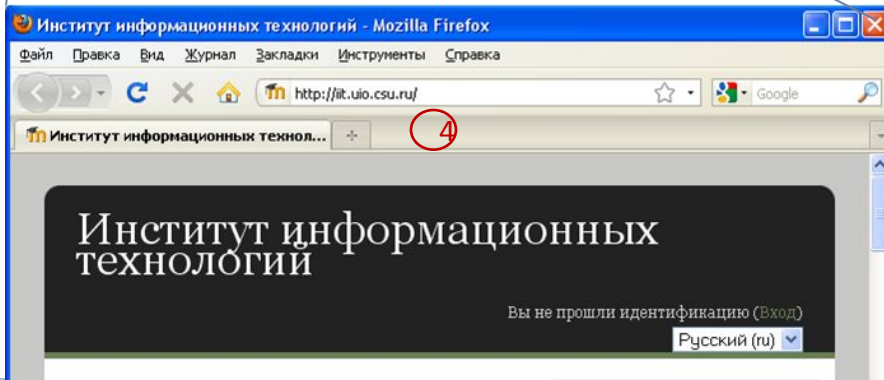 Институт информационных технологий - Mozilla Firefox
Файл Правка Вид Журнал Закладки Инструменты Справка
http://iit.uio.csu.ru/ Google
Институт информационных технол...
4
Институт информационных
технологий
Вы не прошли идентификацию (Вход)
Русский (ru)